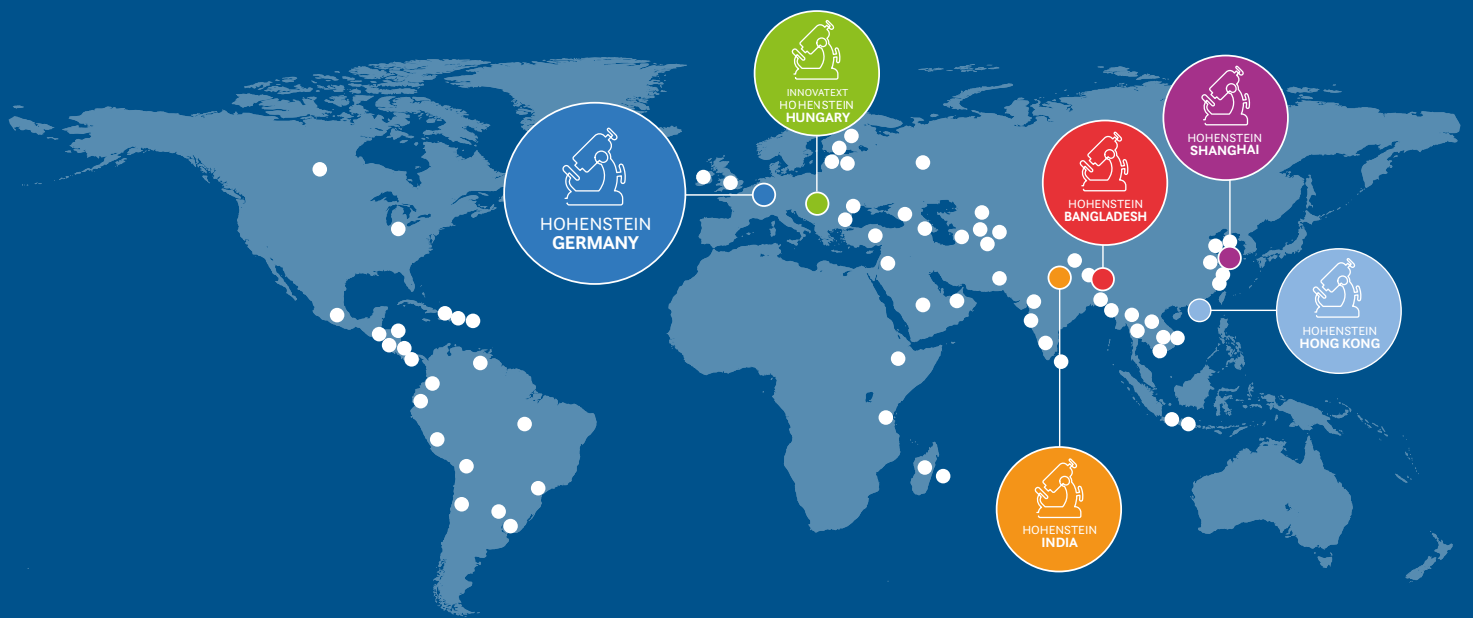 INNOVATEXT
HOHENSTEIN
HUNGARY
HOHENSTEIN
SHANGHAI
HOHENSTEIN
GERMANY
HOHENSTEIN
BANGLADESH
HOHENSTEIN
HONG KONG
HOHENSTEIN
INDIA